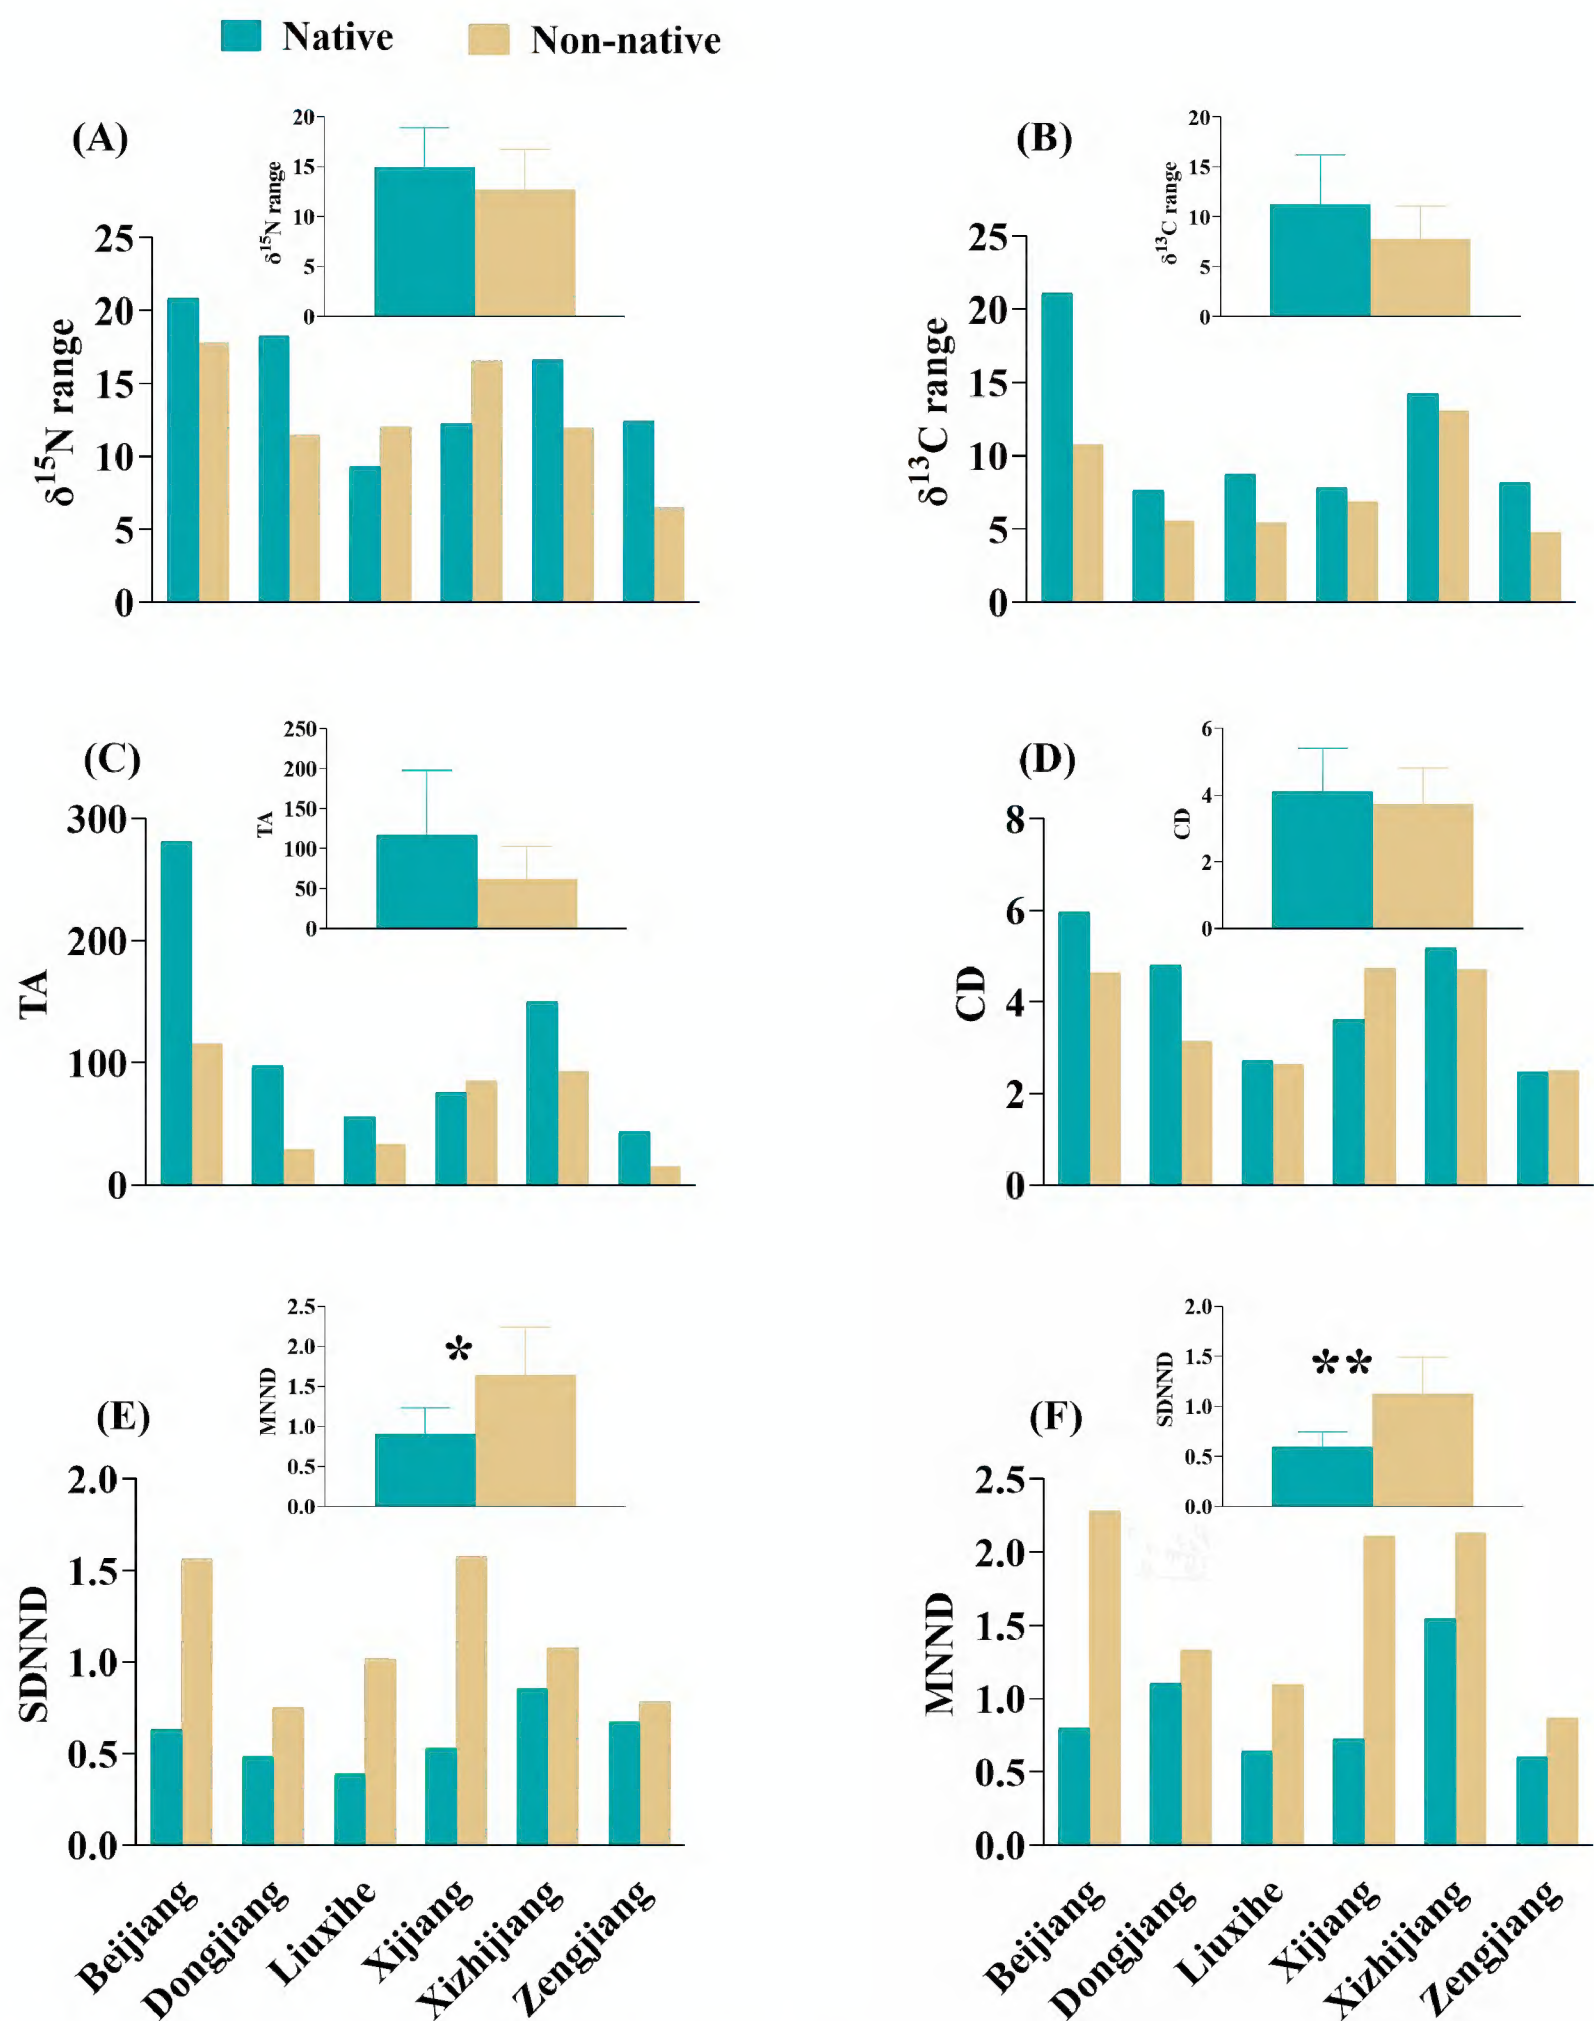 Native Non-native
(A)
δ15N range
20
15
10
5
0
δ15N range
25
20
15
10
5
0
(B)
δ13C range
20
15
10
5
0
δ13C range
25
20
15
10
5
0
(C)
TA
250
200
150
100
50
0
TA
300
200
100
0
(D)
CD
6
4
2
0
CD
8
6
4
2
0
(E)
MNND
2.5
2.0
1.5
1.0
0.5
0.0
*
SDNND
2.0
1.5
1.0
0.5
0.0
Beijiang
Dongjiang
Liuxihe
Xijiang
Xizhijiang
Zengjiang
(F)
SDNND
2.0
1.5
1.0
0.5
0.0
**
MNND
2.5
2.0
1.5
1.0
0.5
0.0
Beijiang
Dongjiang
Liuxihe
Xijiang
Xizhijiang
Zengjiang